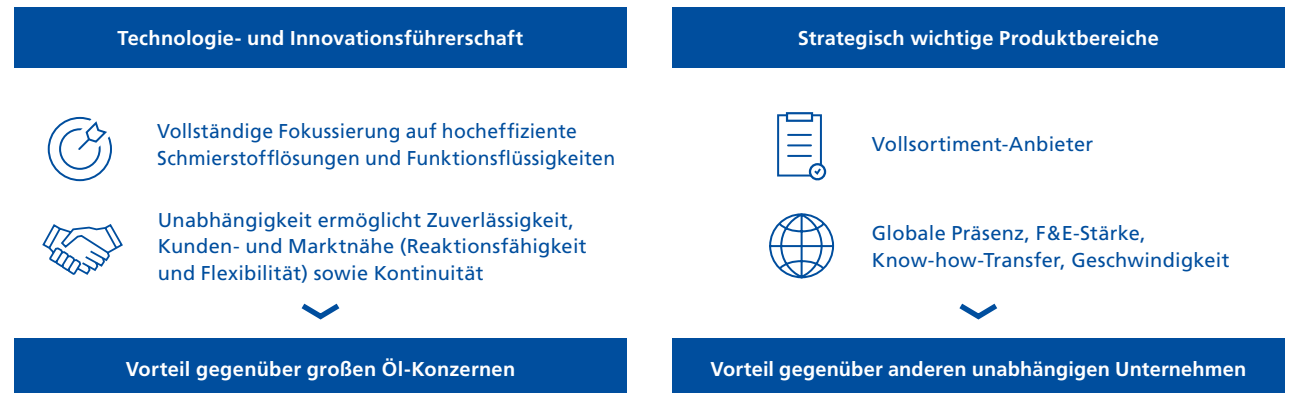 Technologie- und Innovationsführerschaft
Vollständige Fokussierung auf hocheffiziente
Schmierstofflösungen und Funktionsflüssigkeiten
Unabhängigkeit ermöglicht Zuverlässigkeit,
Kunden- und Marktnähe (Reaktionsfähigkeit
und Flexibilität) sowie Kontinuität
Vorteil gegenüber großen Öl-Konzernen
Strategisch wichtige Produktbereiche
Vollsortiment-Anbieter
Globale Präsenz, F&E-Stärke,
Know-how-Transfer, Geschwindigkeit
Vorteil gegenüber anderen unabhängigen Unternehmen